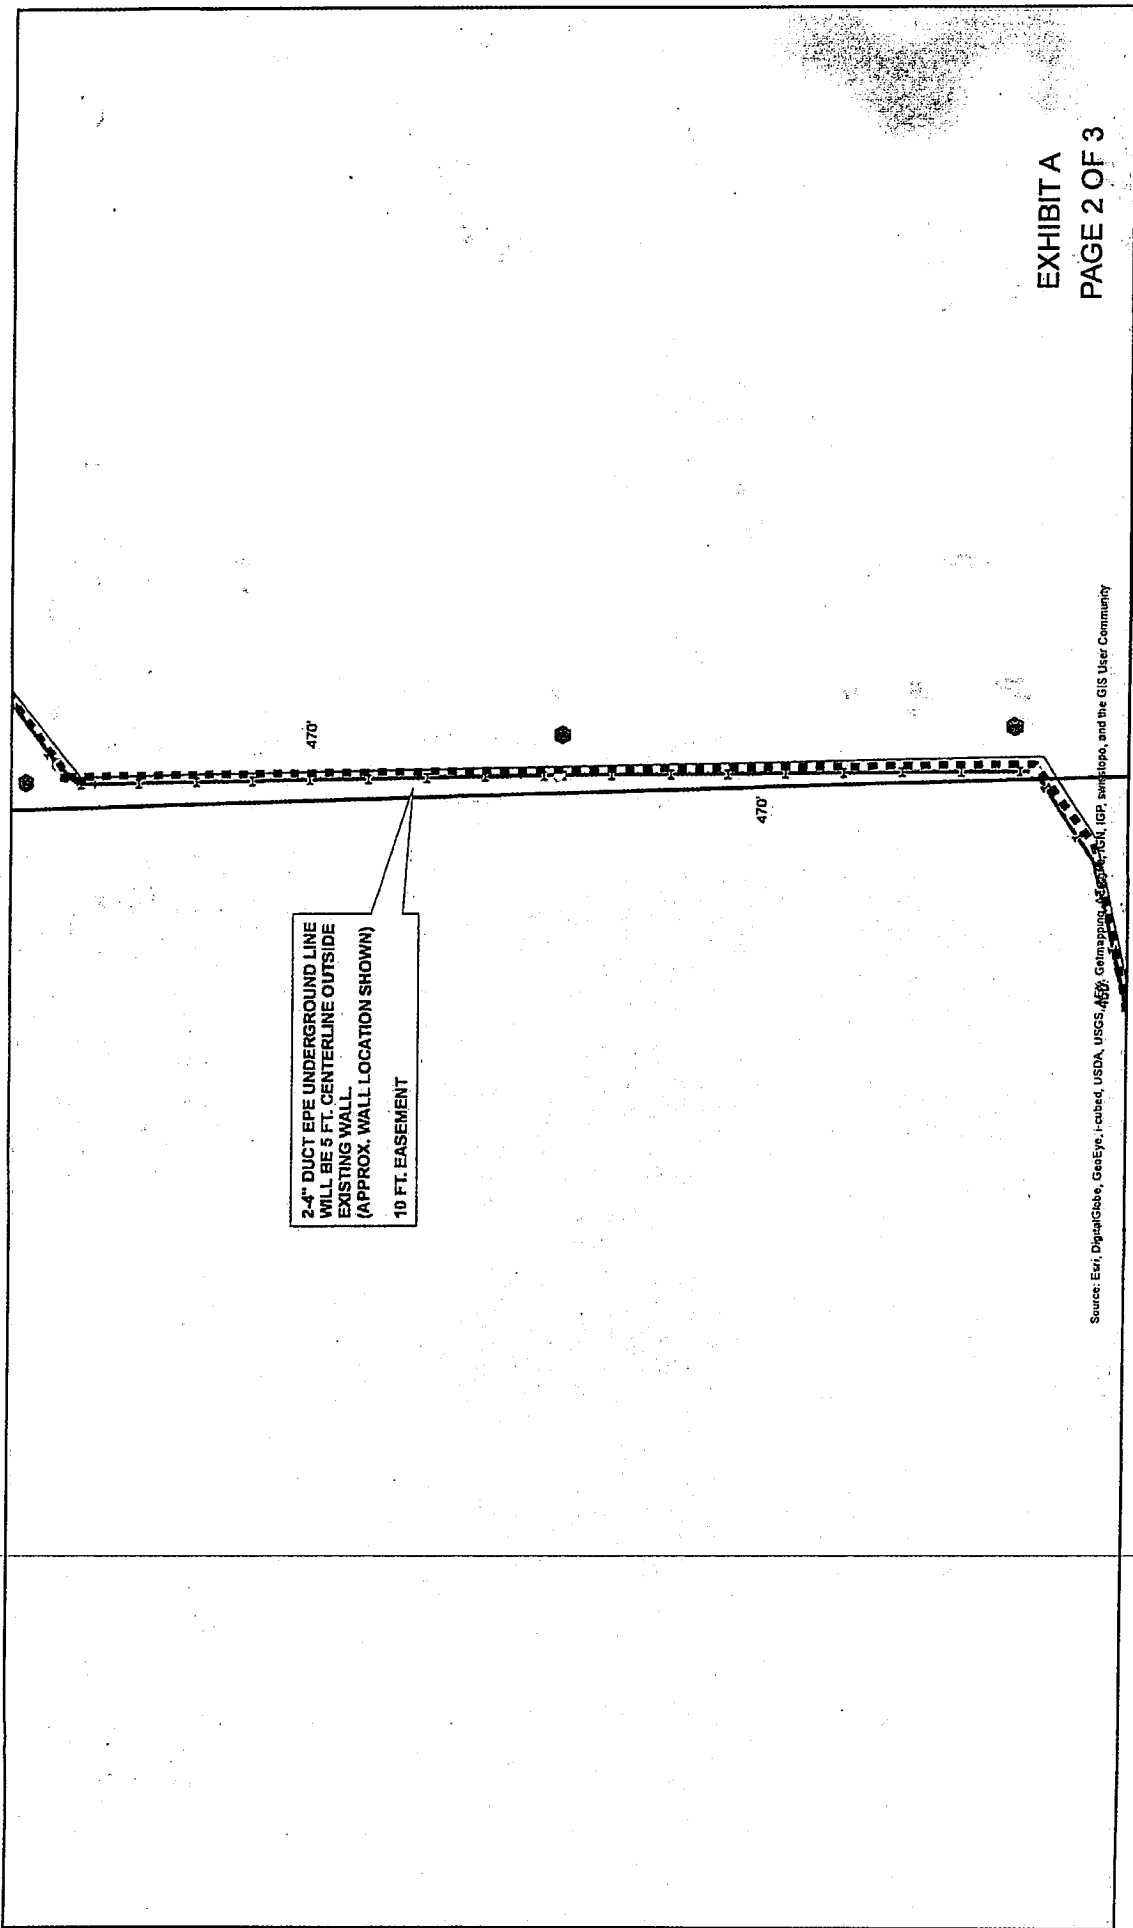 2-4" DUCT EPE UNDERGROUND LINE
WILL BE 5 FT. CENTERLINE OUTSIDE
EXISTING WALL.
(APPROX. WALL LOCATION SHOWN)
10 FT. EASEMENT
470'
470'
Source: Esri, DigitalGlobe, GeoEye, i-cubed, USDA, USGS, AEX, Getmapping, IGN, IGP, swisstopo, and the GIS User Community
EXHIBIT A
PAGE 2 OF 3